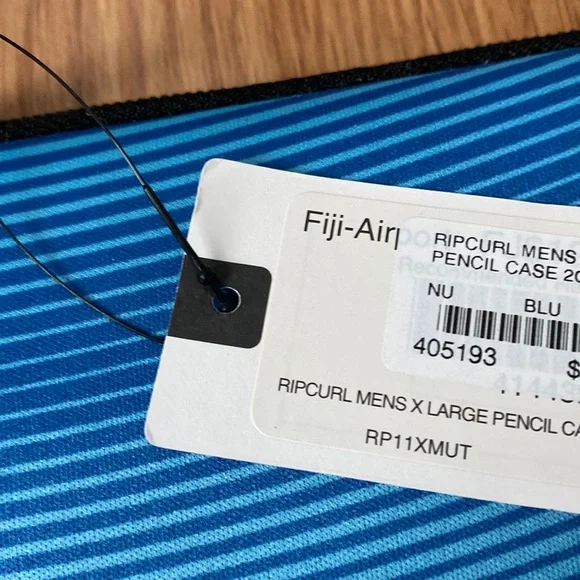 Fiji-Airp
RIPCURL MENS
PENCIL CASE 20
NU BLU
405193 $
RIPCURL MENS X LARGE PENCIL CA
RP11XMUT